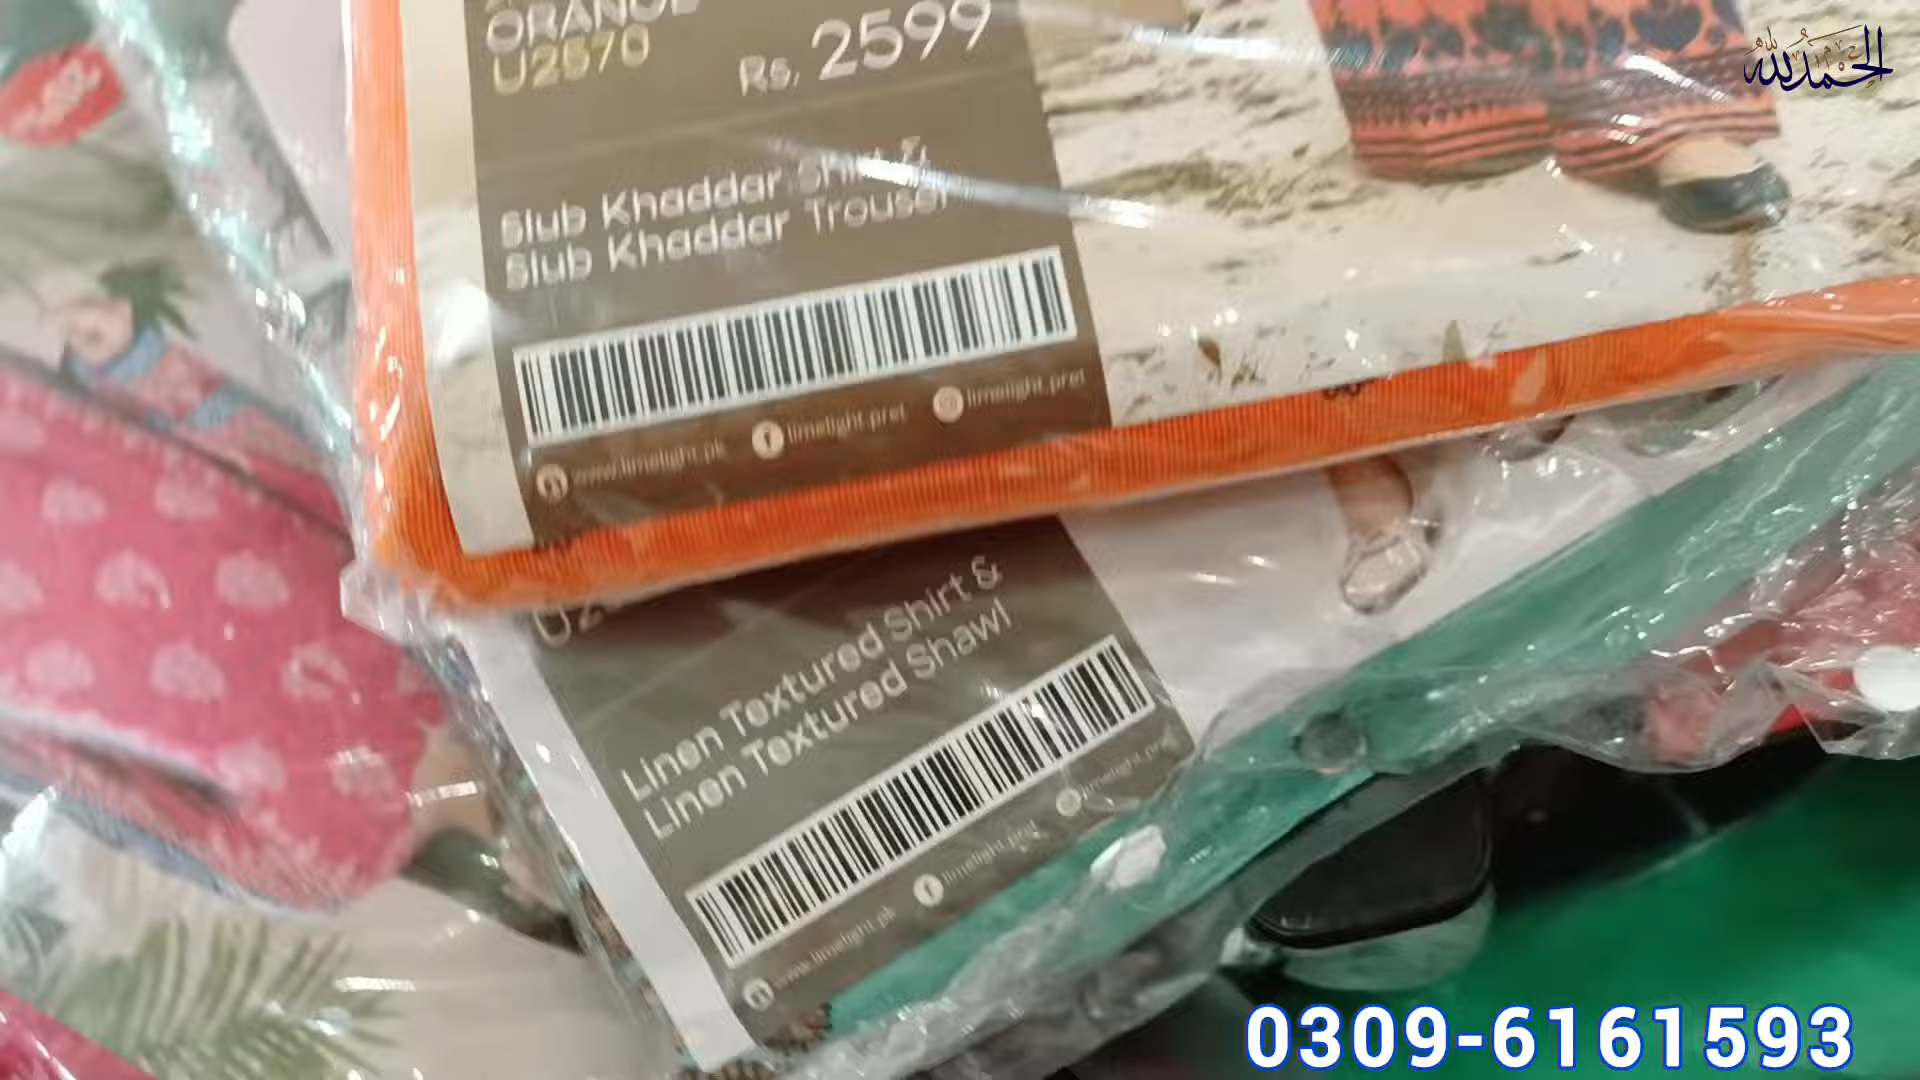 ORANGE
U2570
Rs. 2599
الحمدللہ
Slub Khaddar Shirt &
Slub Khaddar Trouser
www.limelight.pk
limelight.pret
limelight.pret
Linen Textured Shirt &
Linen Textured Shawl
www.limelight.pk
limelight.pret
limelight.pret
0309-6161593